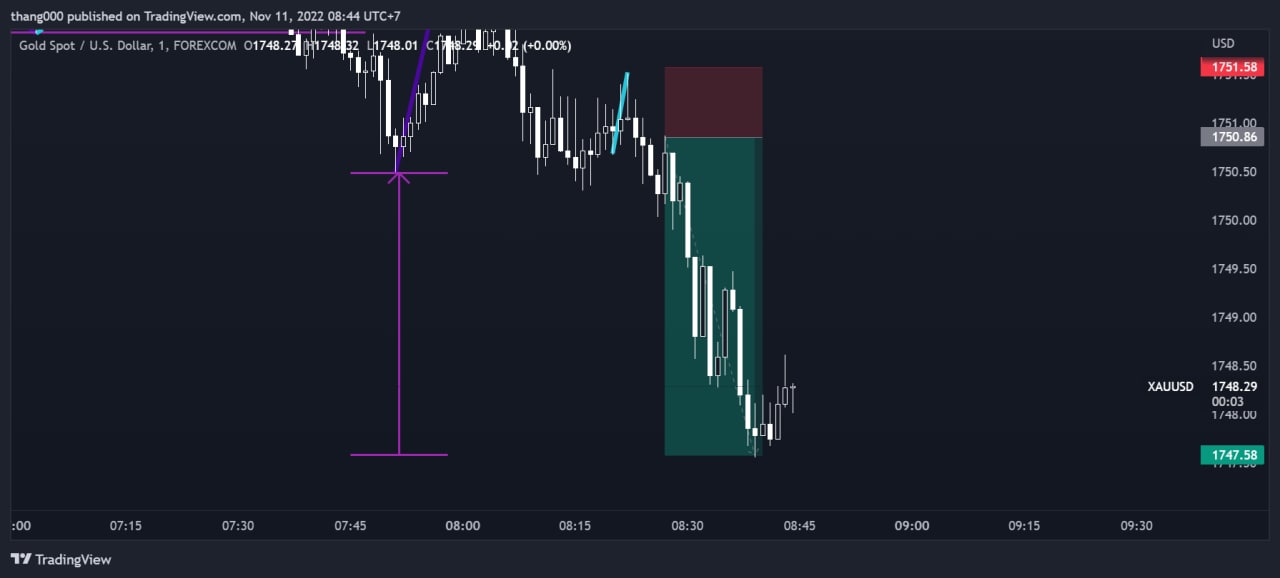 thang000 published on TradingView.com, Nov 11, 2022 08:44 UTC+7
Gold Spot / U.S. Dollar, 1, FOREXCOM O1748.27 H1748.32 L1748.01 C1748.29 +0.02 (+0.00%)
USD
1751.58
1751.50
1751.00
1750.86
1750.50
1750.00
1749.50
1749.00
1748.50
XAUUSD 1748.29
00:03
1748.00
1747.58
1747.50
:00 07:15 07:30 07:45 08:00 08:15 08:30 08:45 09:00 09:15 09:30
TradingView